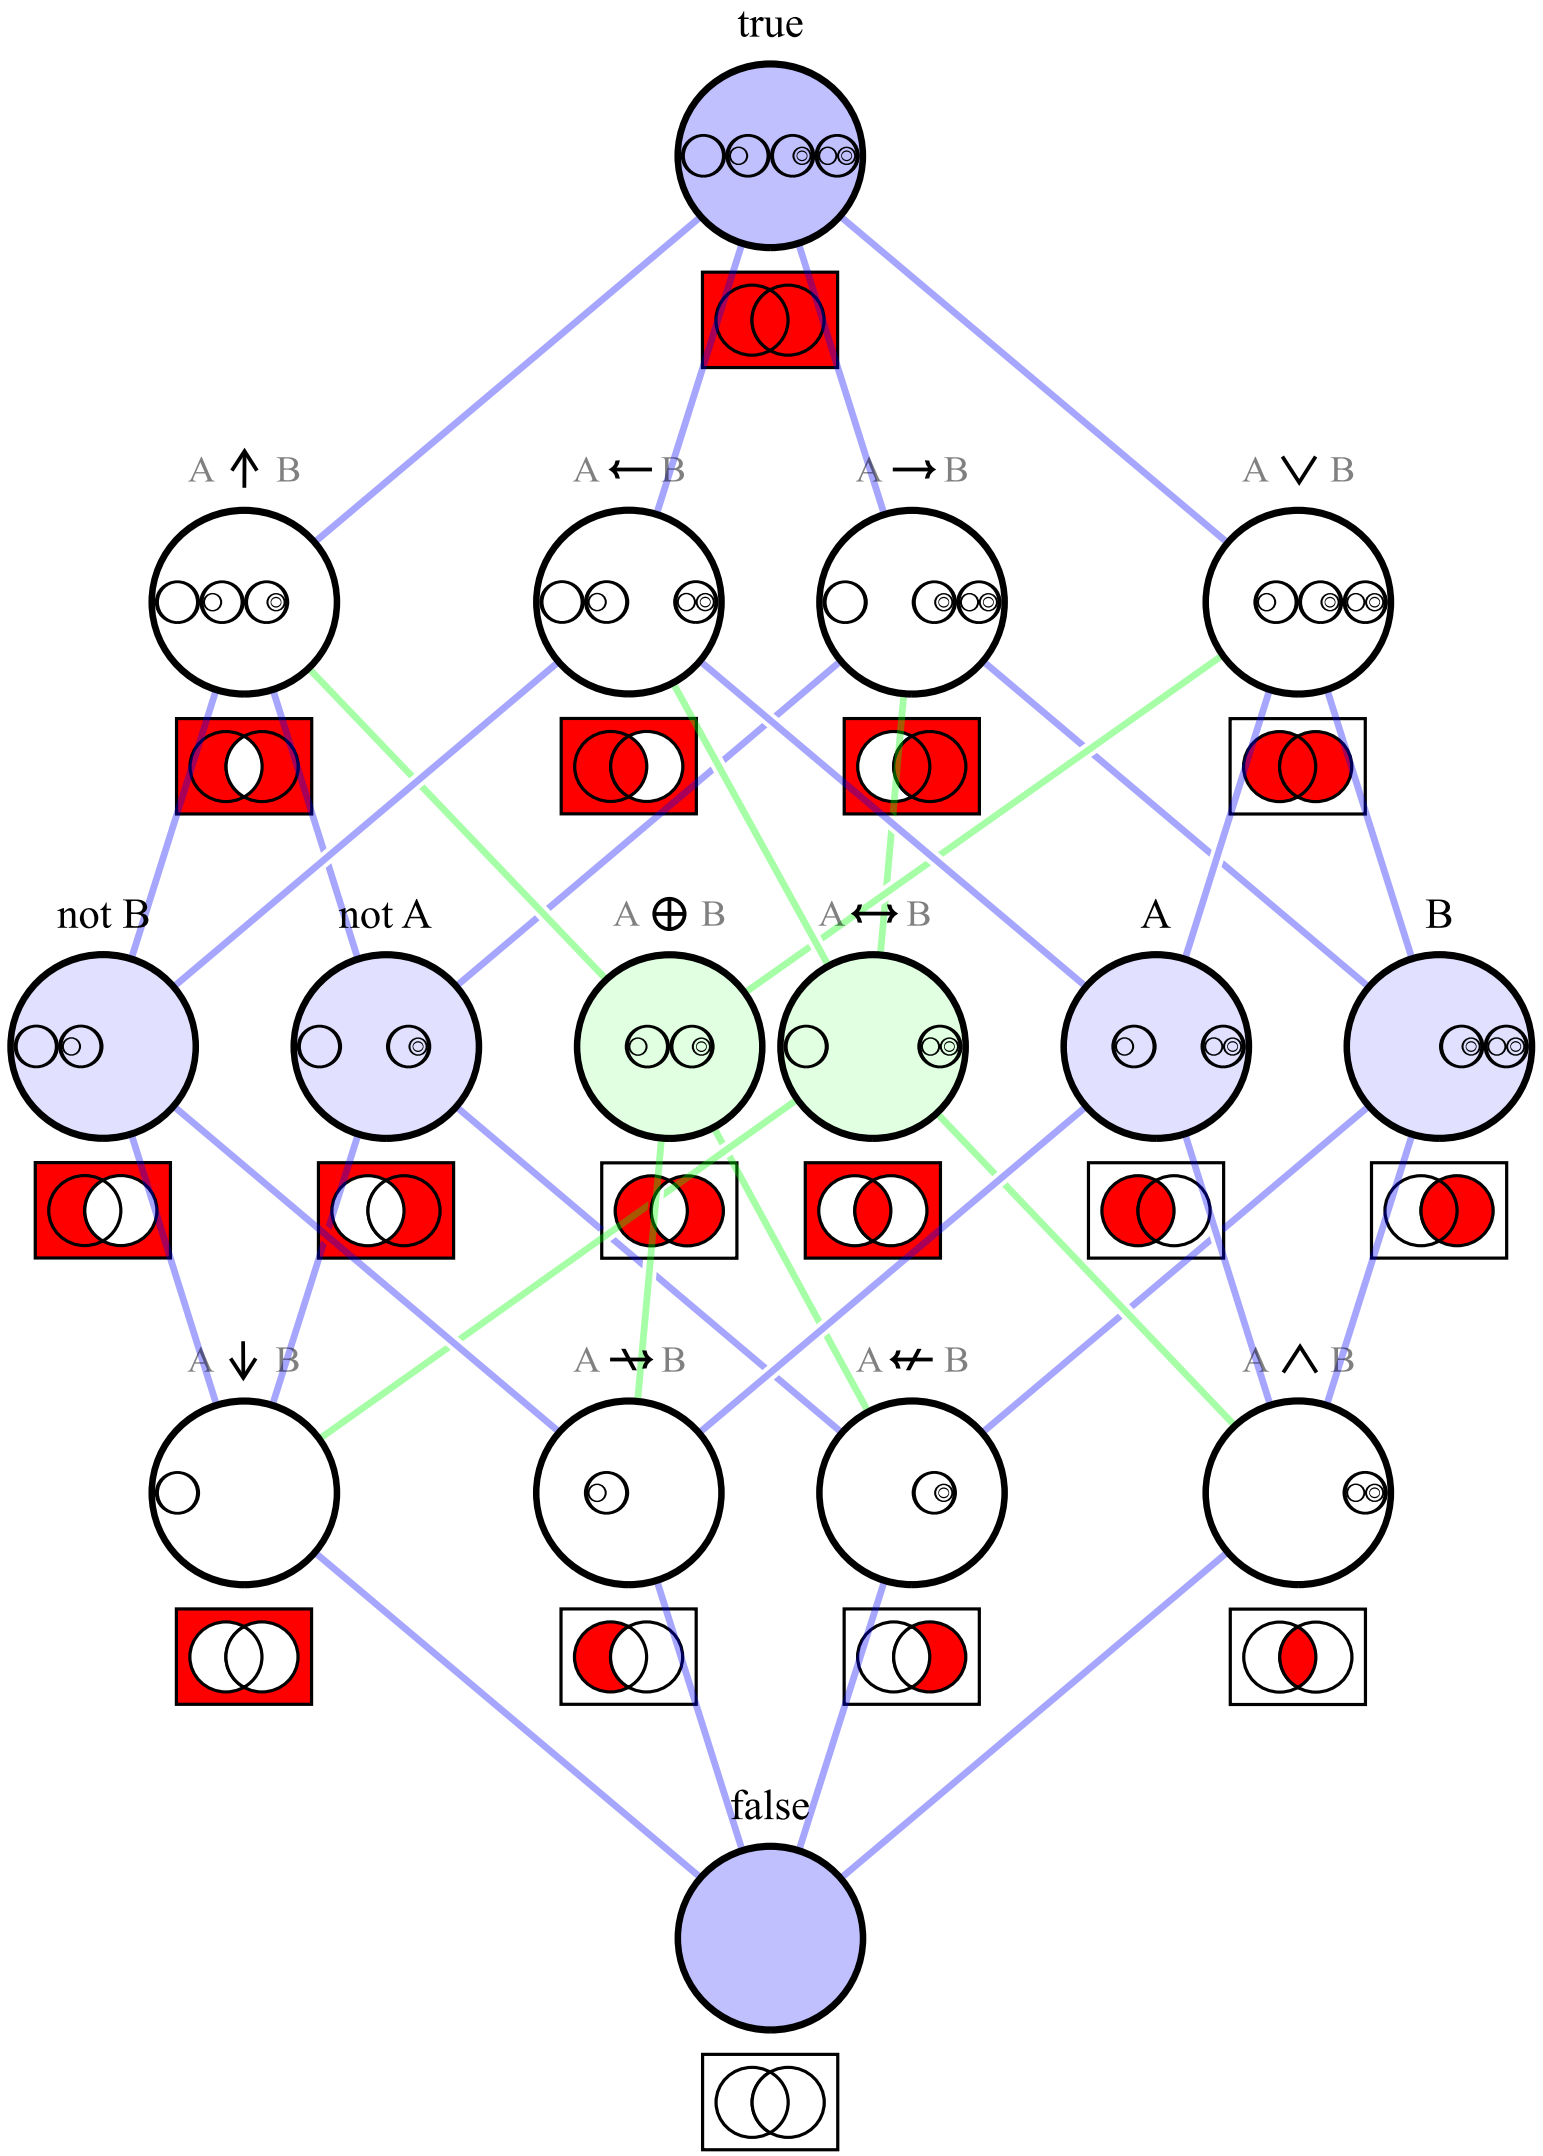 true
A ↑ B
A ← B
A → B
A ∨ B
not B
not A
A ⊕ B
A ↔ B
A
B
A ↓ B
A ↛ B
A ↚ B
A ∧ B
false